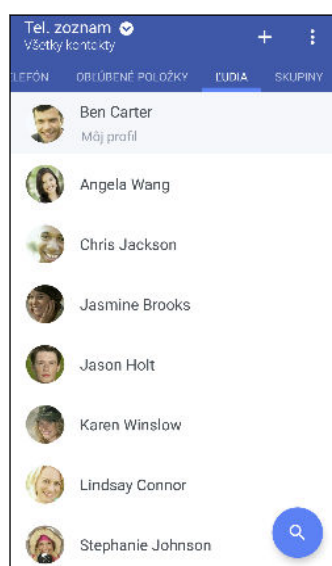 Tel. zoznam
Všetky kontakty
ELEFÓN OBĽÚBENÉ POLOŽKY ĽUDIA SKUPINY
Ben Carter
Môj profil
Angela Wang
Chris Jackson
Jasmine Brooks
Jason Holt
Karen Winslow
Lindsay Connor
Stephanie Johnson